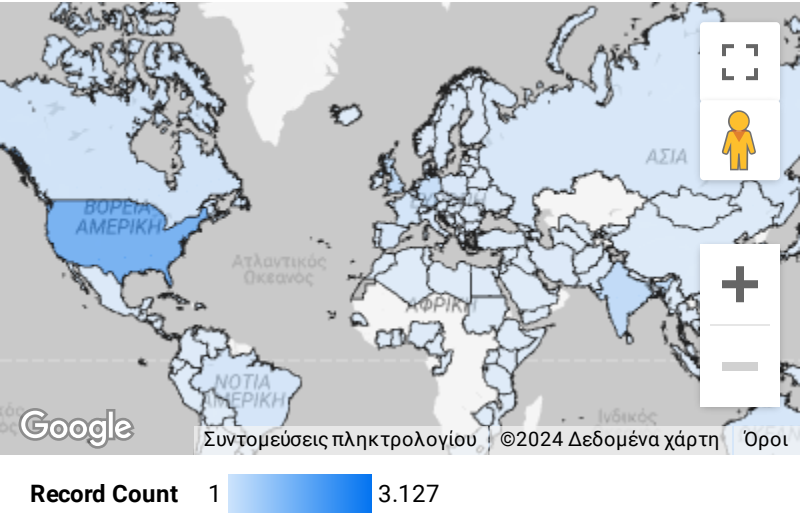 ΑΣΙΑ
ΒΟΡΕΙΑ
ΑΜΕΡΙΚΗ
Ατλαντικός
Ωκεανός
ΑΦΡΙΚΗ
ΝΟΤΙΑ
ΑΜΕΡΙΚΗ
Ινδικός
Google
Συντομεύσεις πληκτρολογίου
©2024 Δεδομένα χάρτη
Όροι
Record Count 1 3.127